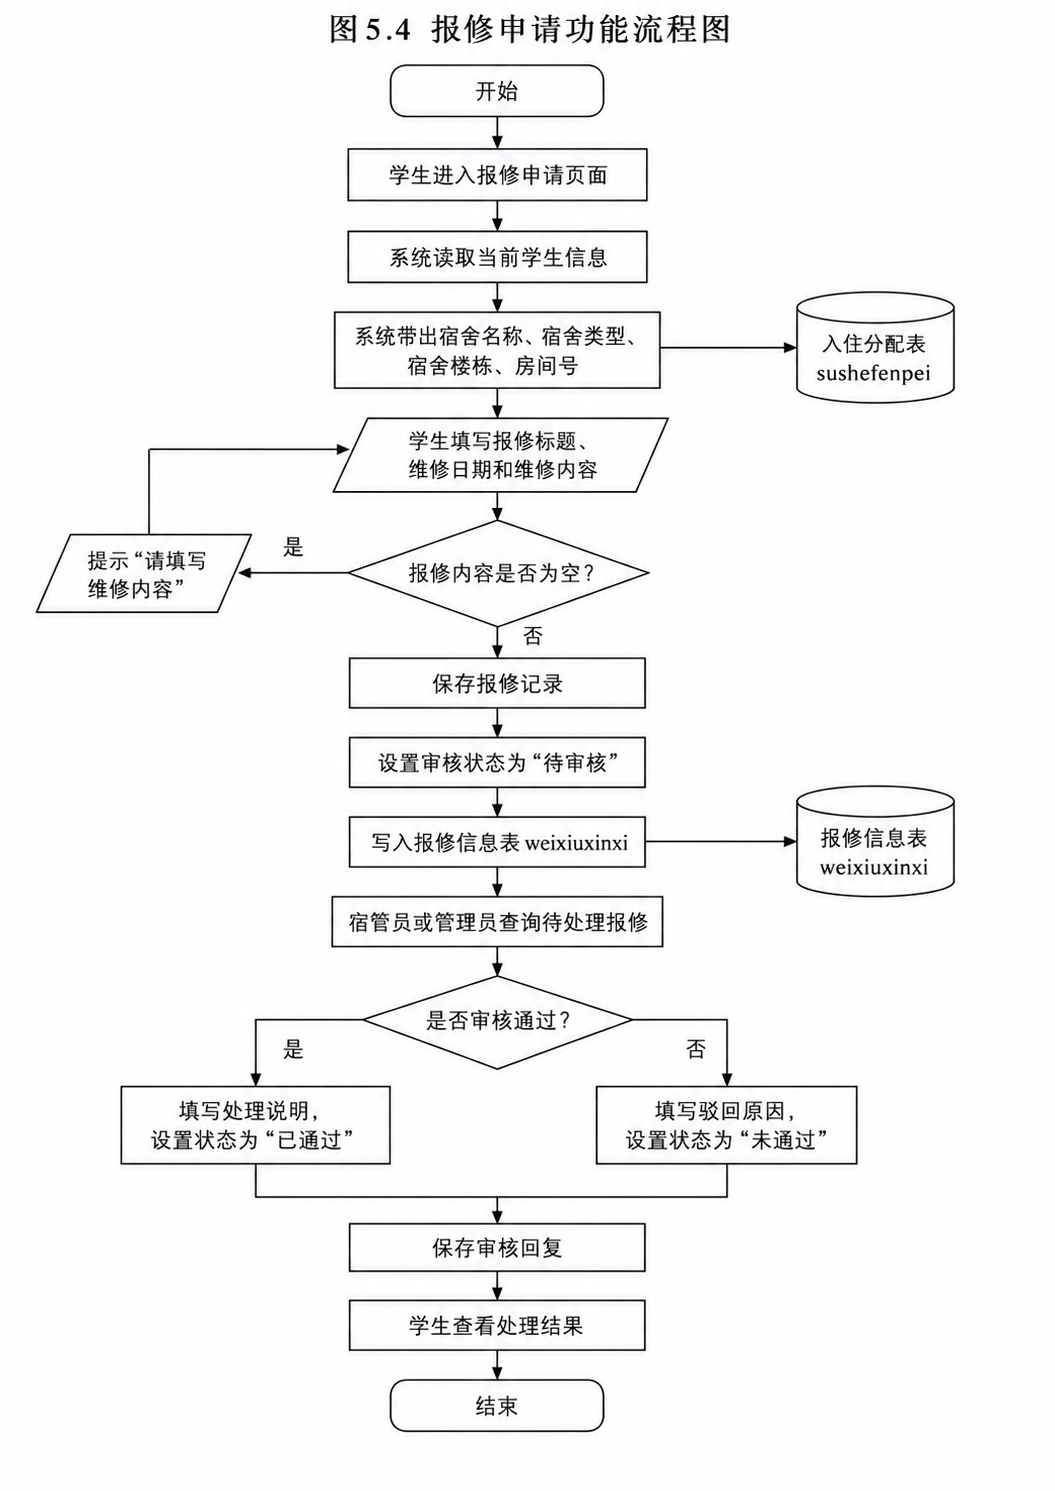 图5.4 报修申请功能流程图
开始
学生进入报修申请页面
系统读取当前学生信息
系统带出宿舍名称、宿舍类型、
宿舍楼栋、房间号
入住分配表
sushefenpei
学生填写报修标题、
维修日期和维修内容
提示“请填写
维修内容”
是
报修内容是否为空？
否
保存报修记录
设置审核状态为“待审核”
写入报修信息表 weixiuxinxi
报修信息表
weixiuxinxi
宿管员或管理员查询待处理报修
是否审核通过？
是
否
填写处理说明，
设置状态为“已通过”
填写驳回原因，
设置状态为“未通过”
保存审核回复
学生查看处理结果
结束